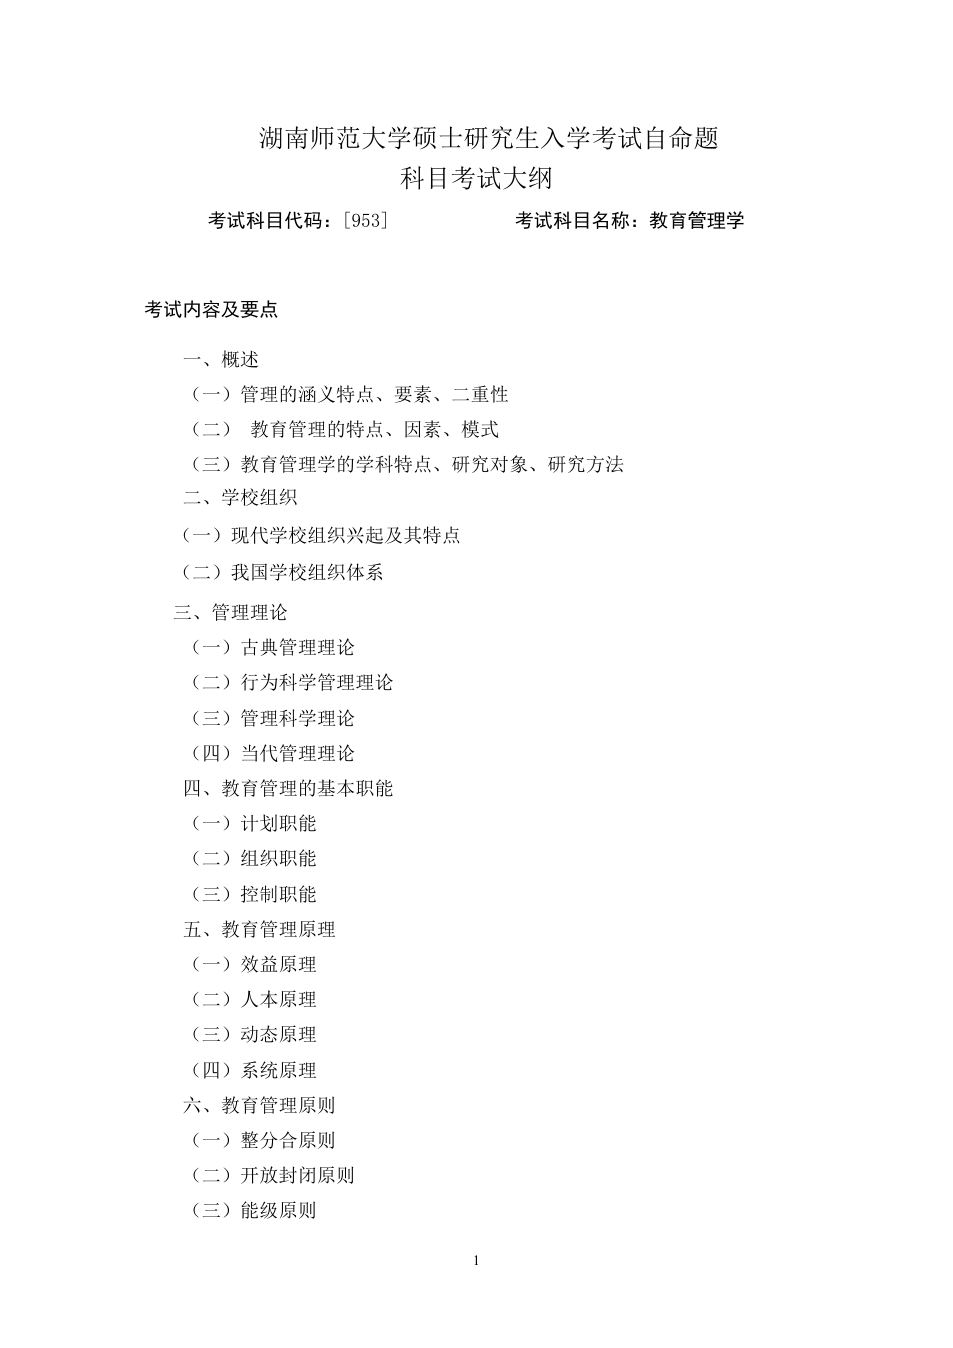 湖南师范大学硕士研究生入学考试自命题
科目考试大纲
考试科目代码：[953] 考试科目名称：教育管理学
考试内容及要点
一、概述
（一）管理的涵义特点、要素、二重性
（二） 教育管理的特点、因素、模式
（三）教育管理学的学科特点、研究对象、研究方法
二、学校组织
（一）现代学校组织兴起及其特点
（二）我国学校组织体系
三、管理理论
（一）古典管理理论
（二）行为科学管理理论
（三）管理科学理论
（四）当代管理理论
四、教育管理的基本职能
（一）计划职能
（二）组织职能
（三）控制职能
五、教育管理原理
（一）效益原理
（二）人本原理
（三）动态原理
（四）系统原理
六、教育管理原则
（一）整分合原则
（二）开放封闭原则
（三）能级原则
1